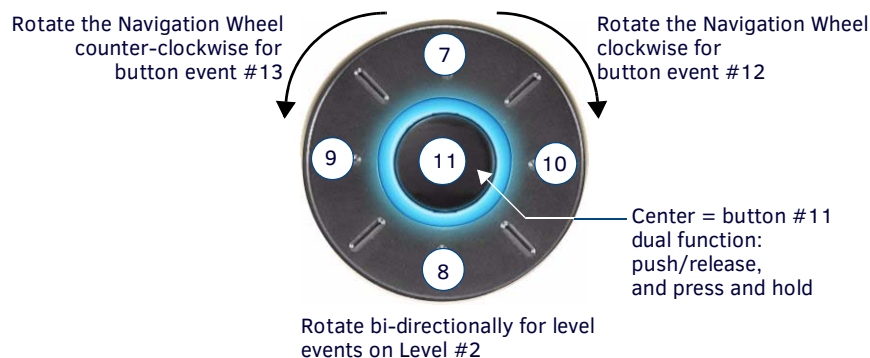 Rotate the Navigation Wheel
counter-clockwise for
button event #13
Rotate the Navigation Wheel
clockwise for
button event #12
7
9
11
10
8
Center = button #11
dual function:
push/release,
and press and hold
Rotate bi-directionally for level
events on Level #2